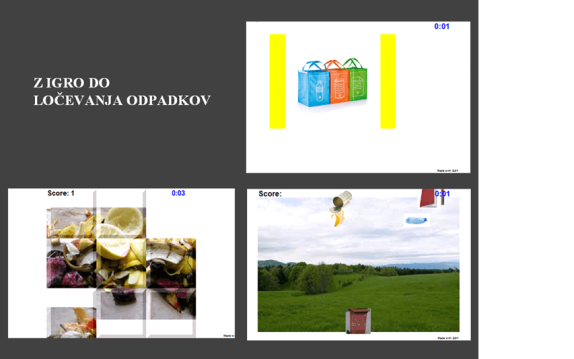 Z IGRO DO
LOČEVANJA ODPADKOV
0:01
Score: 1
0:03
Score:
0:01